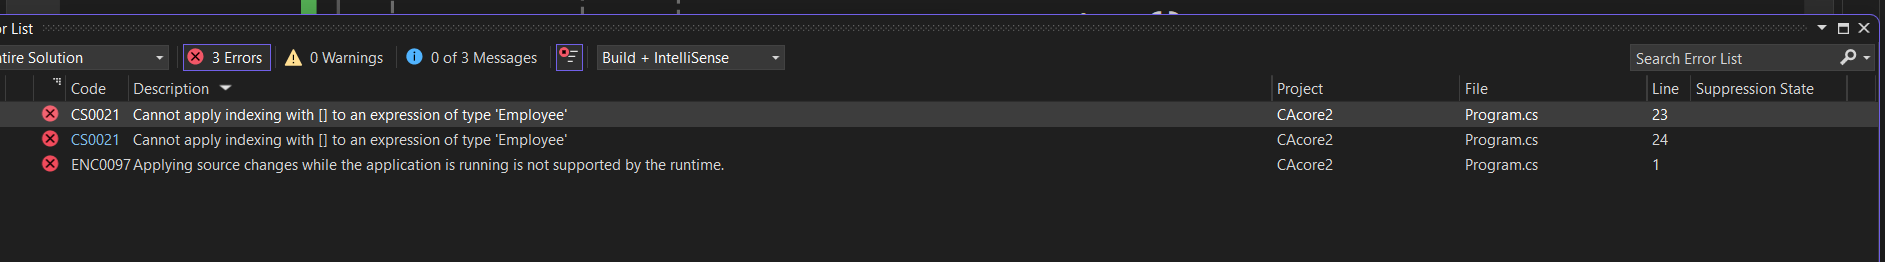 or List
ntire Solution 3 Errors 0 Warnings 0 of 3 Messages Build + IntelliSense Search Error List
Code Description Project File Line Suppression State
CS0021 Cannot apply indexing with [] to an expression of type 'Employee' CAcore2 Program.cs 23
CS0021 Cannot apply indexing with [] to an expression of type 'Employee' CAcore2 Program.cs 24
ENC0097 Applying source changes while the application is running is not supported by the runtime. CAcore2 Program.cs 1